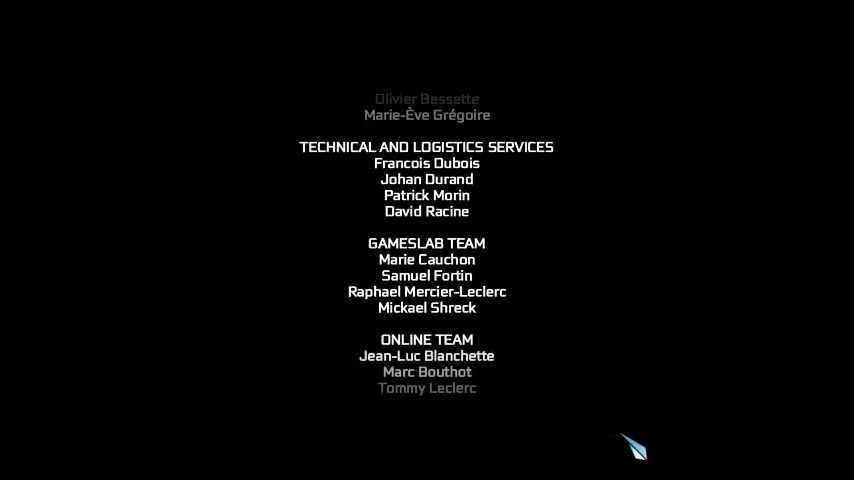 Olivier Bessette
Marie-Ève Grégoire
TECHNICAL AND LOGISTICS SERVICES
Francois Dubois
Johan Durand
Patrick Morin
David Racine
GAMESLAB TEAM
Marie Cauchon
Samuel Fortin
Raphael Mercier-Leclerc
Mickael Shreck
ONLINE TEAM
Jean-Luc Blanchette
Marc Bouthot
Tommy Leclerc